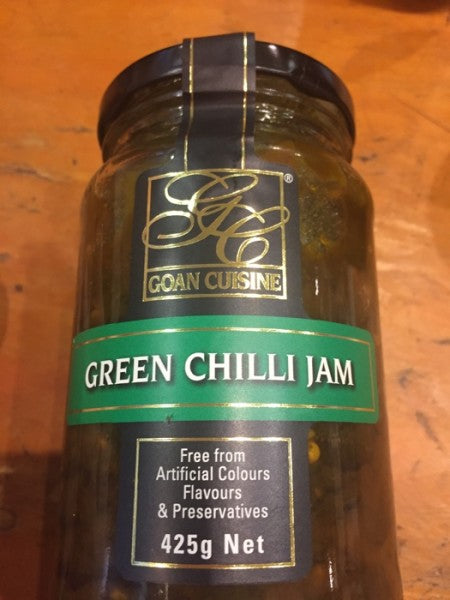 GC®
GOAN CUISINE
GREEN CHILLI JAM
Free from
Artificial Colours
Flavours
& Preservatives
425g Net